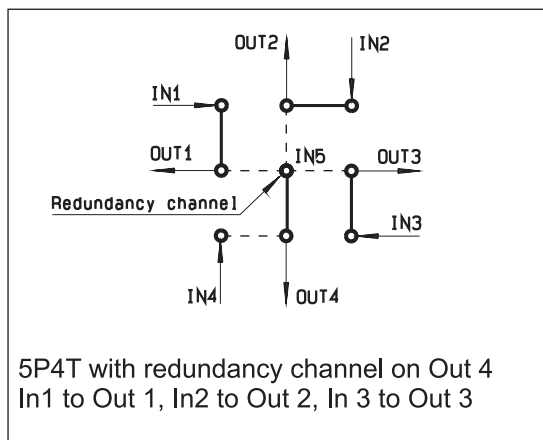 OUT2 IN2
IN1
OUT1 IN5 OUT3
Redundancy channel
IN3
IN4 OUT4
5P4T with redundancy channel on Out 4
In1 to Out 1, In2 to Out 2, In 3 to Out 3